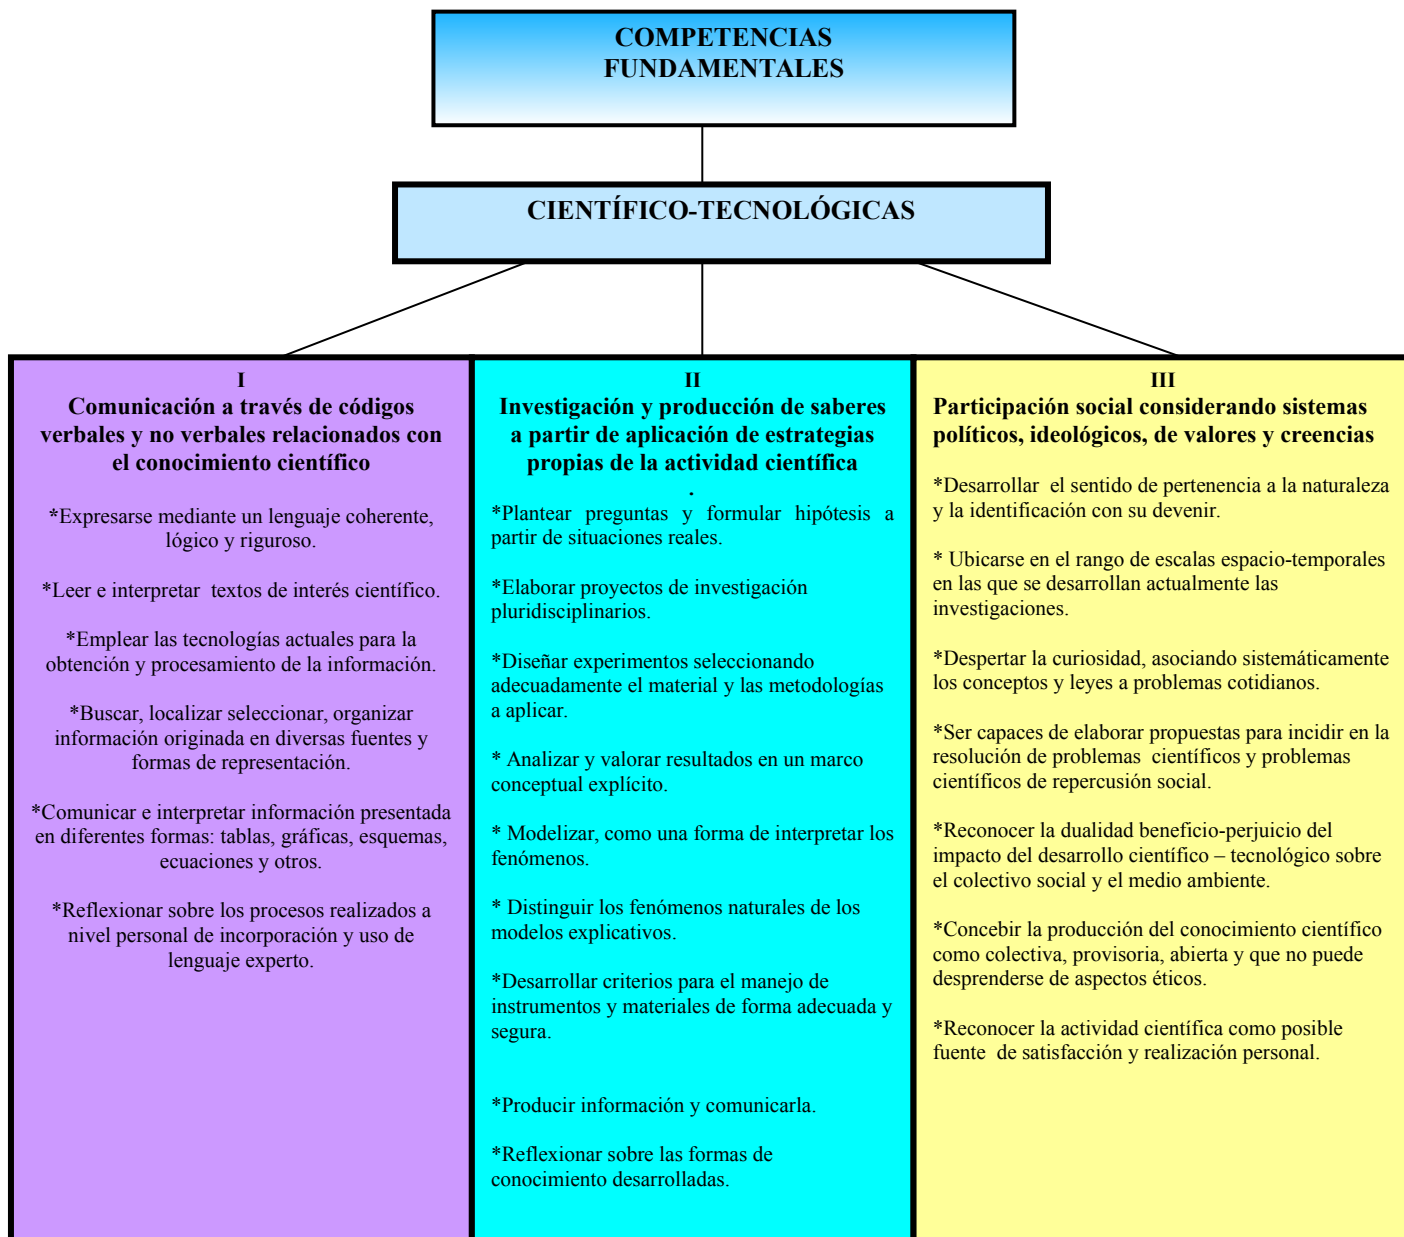 COMPETENCIAS
FUNDAMENTALES
CIENTÍFICO-TECNOLÓGICAS
I
Comunicación a través de códigos
verbales y no verbales relacionados con
el conocimiento científico
*Expresarse mediante un lenguaje coherente,
lógico y riguroso.
*Leer e interpretar textos de interés científico.
*Emplear las tecnologías actuales para la
obtención y procesamiento de la información.
*Buscar, localizar seleccionar, organizar
información originada en diversas fuentes y
formas de representación.
*Comunicar e interpretar información presentada
en diferentes formas: tablas, gráficas, esquemas,
ecuaciones y otros.
*Reflexionar sobre los procesos realizados a
nivel personal de incorporación y uso de
lenguaje experto.
II
Investigación y producción de saberes
a partir de aplicación de estrategias
propias de la actividad científica
.
*Plantear preguntas y formular hipótesis a
partir de situaciones reales.
*Elaborar proyectos de investigación
pluridisciplinarios.
*Diseñar experimentos seleccionando
adecuadamente el material y las metodologías
a aplicar.
* Analizar y valorar resultados en un marco
conceptual explícito.
* Modelizar, como una forma de interpretar los
fenómenos.
* Distinguir los fenómenos naturales de los
modelos explicativos.
*Desarrollar criterios para el manejo de
instrumentos y materiales de forma adecuada y
segura.
*Producir información y comunicarla.
*Reflexionar sobre las formas de
conocimiento desarrolladas.
III
Participación social considerando sistemas
políticos, ideológicos, de valores y creencias
*Desarrollar el sentido de pertenencia a la naturaleza
y la identificación con su devenir.
* Ubicarse en el rango de escalas espacio-temporales
en las que se desarrollan actualmente las
investigaciones.
*Despertar la curiosidad, asociando sistemáticamente
los conceptos y leyes a problemas cotidianos.
*Ser capaces de elaborar propuestas para incidir en la
resolución de problemas científicos y problemas
científicos de repercusión social.
*Reconocer la dualidad beneficio-perjuicio del
impacto del desarrollo científico – tecnológico sobre
el colectivo social y el medio ambiente.
*Concebir la producción del conocimiento científico
como colectiva, provisoria, abierta y que no puede
desprenderse de aspectos éticos.
*Reconocer la actividad científica como posible
fuente de satisfacción y realización personal.